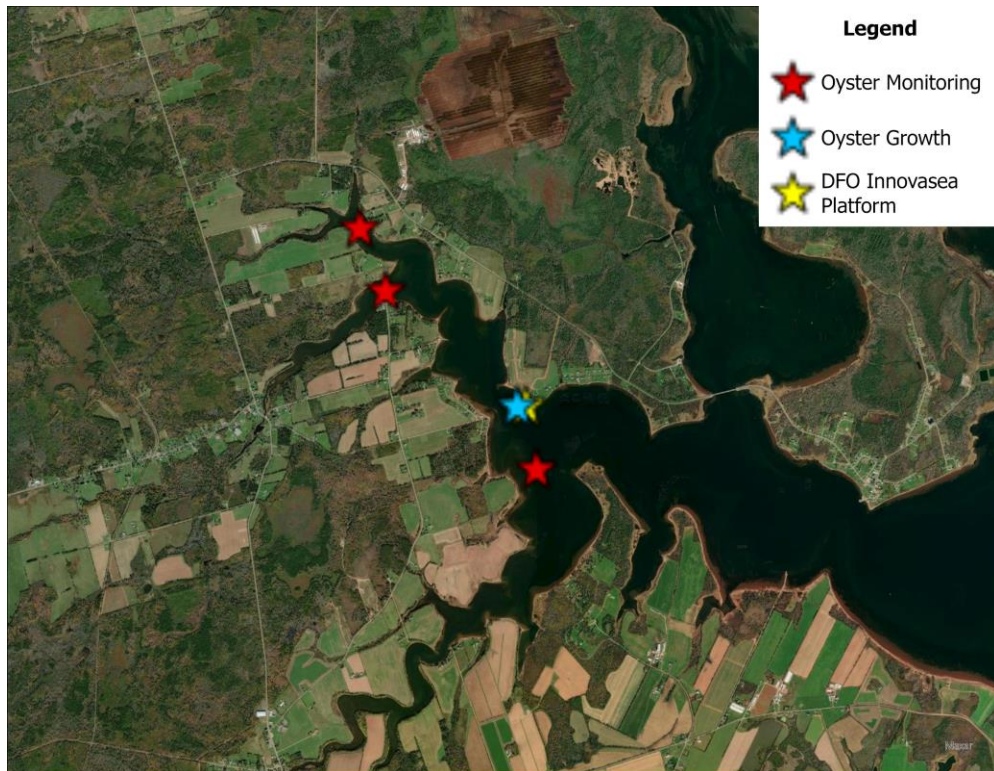 Legend
Oyster Monitoring
Oyster Growth
DFO Innovasea
Platform